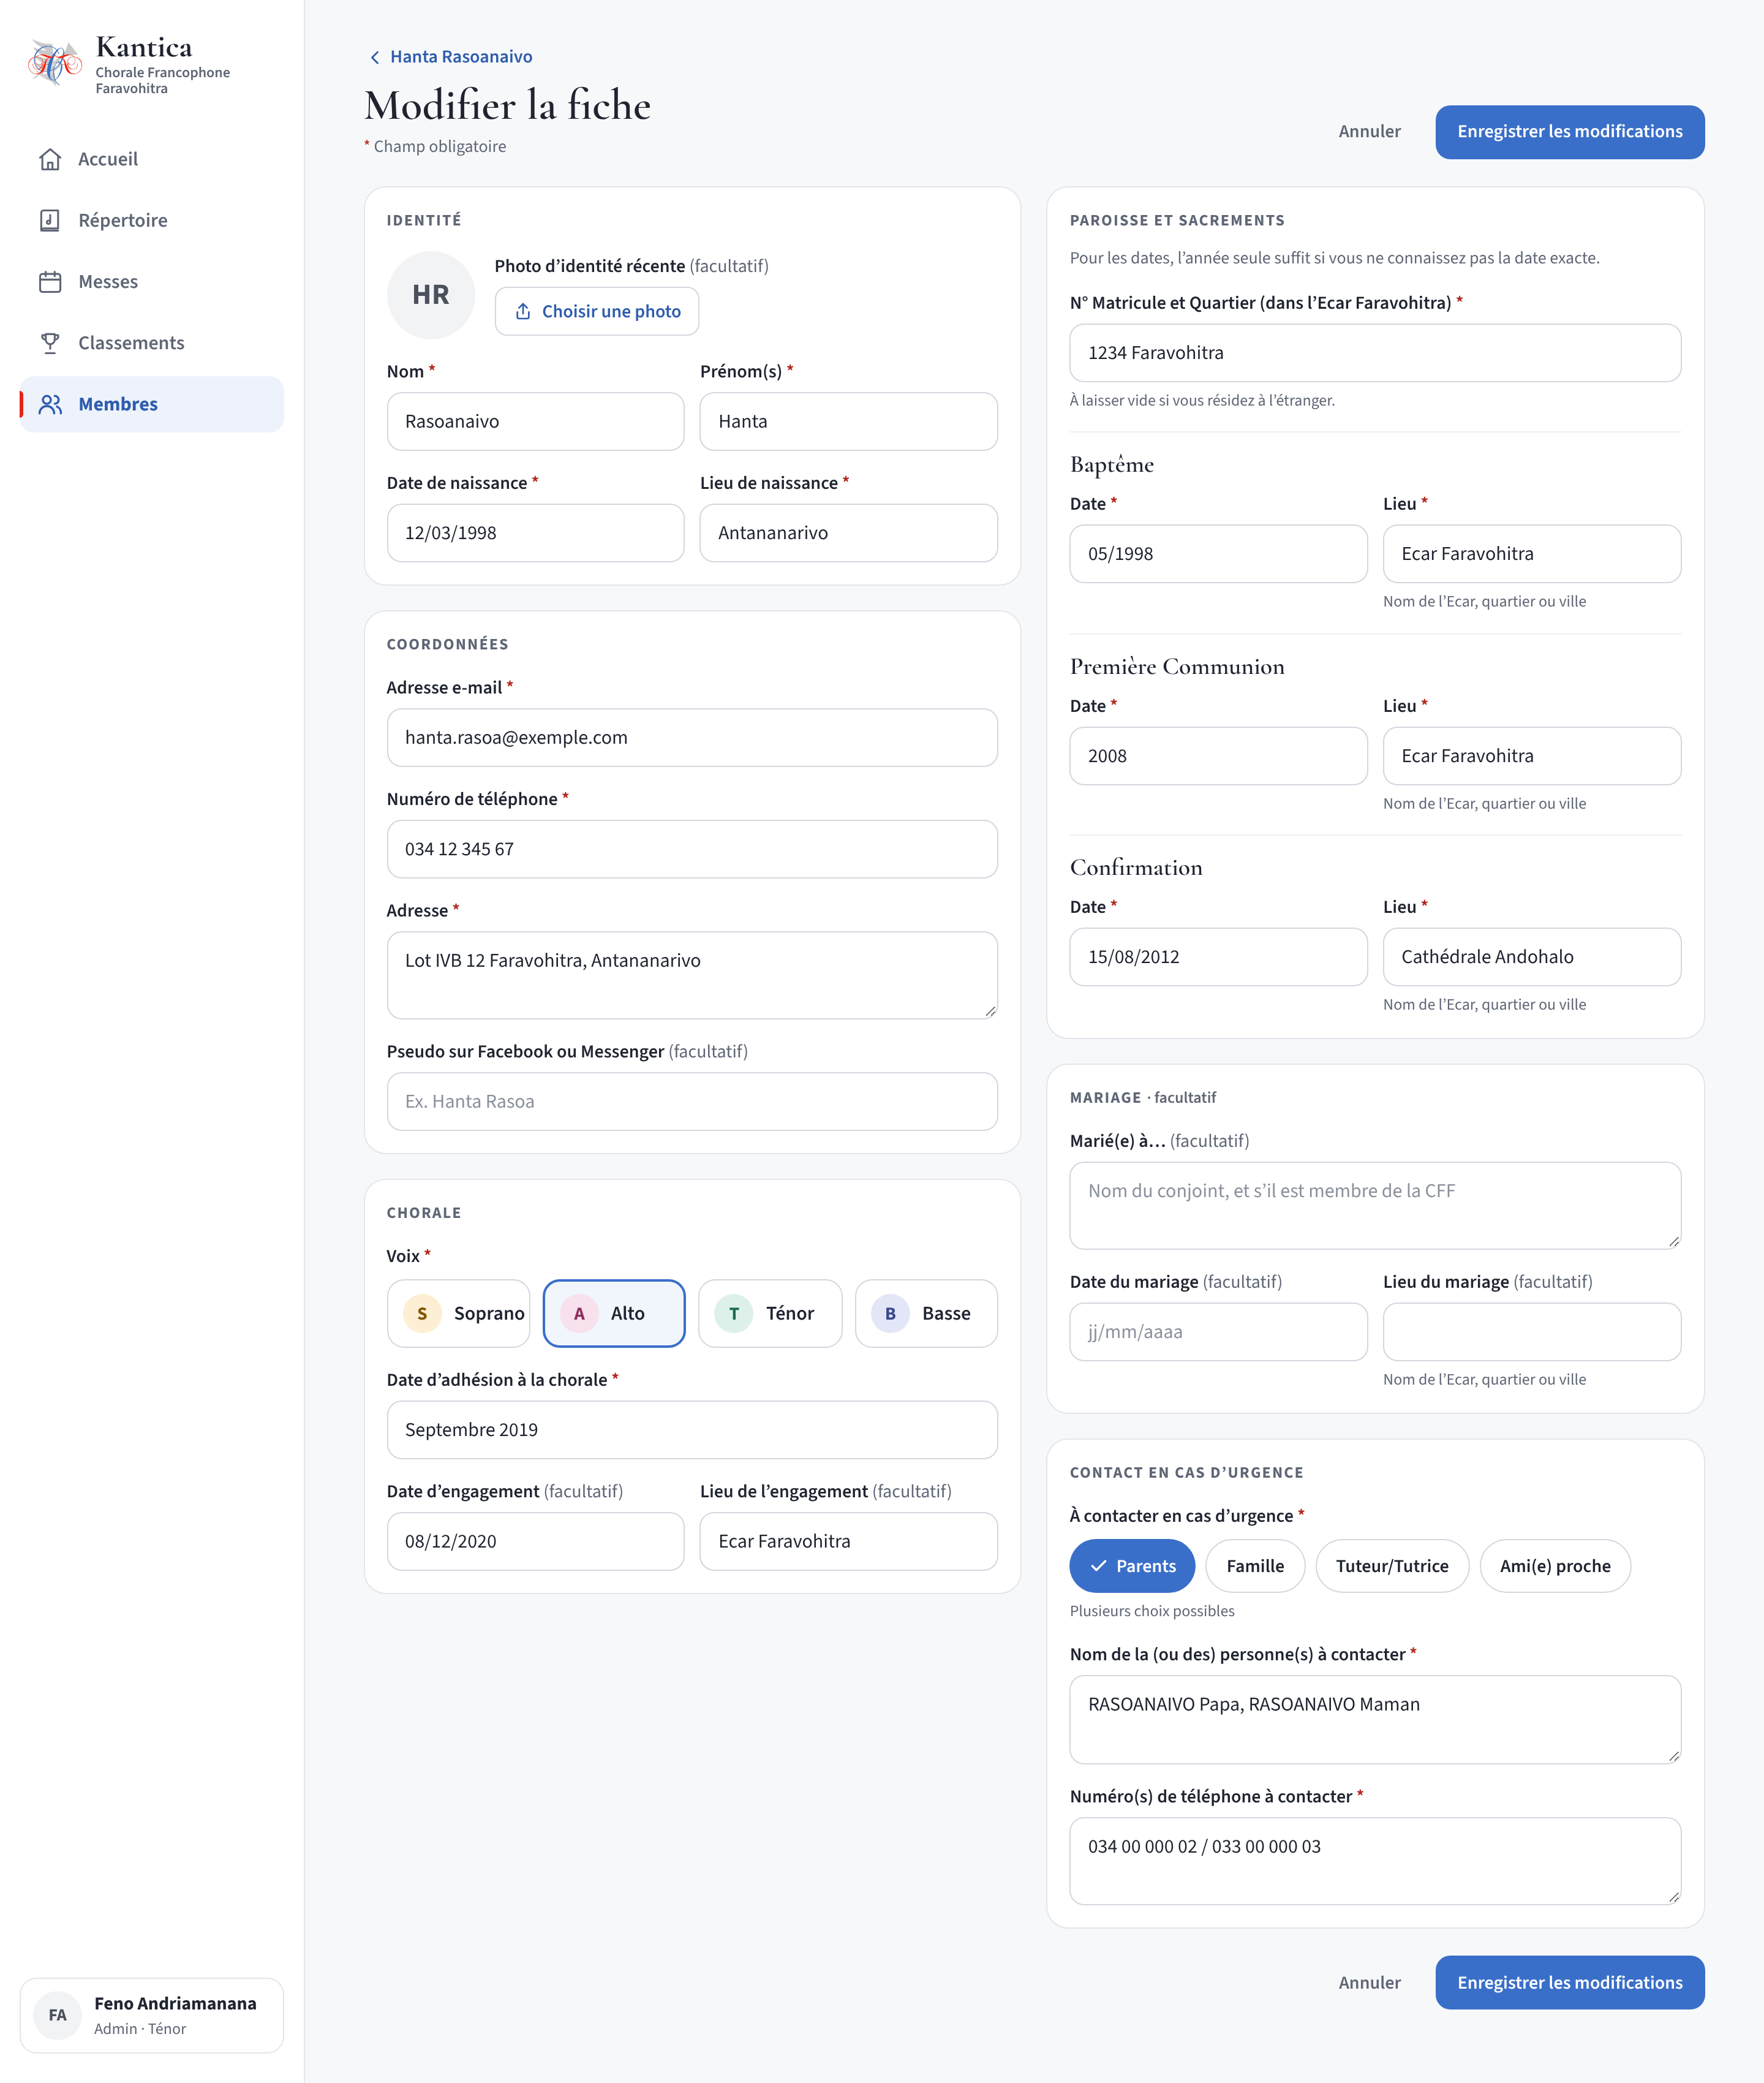 Kantica
Chorale Francophone
Faravohitra
Accueil
Répertoire
Messes
Classements
Membres
FA
Feno Andriamanana
Admin · Ténor
Hanta Rasoanaivo
Modifier la fiche
* Champ obligatoire
Annuler
Enregistrer les modifications
IDENTITÉ
HR
Photo d’identité récente (facultatif)
Choisir une photo
Nom *
Prénom(s) *
Rasoanaivo
Hanta
Date de naissance *
Lieu de naissance *
12/03/1998
Antananarivo
COORDONNÉES
Adresse e-mail *
hanta.rasoa@exemple.com
Numéro de téléphone *
034 12 345 67
Adresse *
Lot IVB 12 Faravohitra, Antananarivo
Pseudo sur Facebook ou Messenger (facultatif)
Ex. Hanta Rasoa
CHORALE
Voix *
S Soprano
A Alto
T Ténor
B Basse
Date d’adhésion à la chorale *
Septembre 2019
Date d’engagement (facultatif)
Lieu de l’engagement (facultatif)
08/12/2020
Ecar Faravohitra
PAROISSE ET SACREMENTS
Pour les dates, l’année seule suffit si vous ne connaissez pas la date exacte.
N° Matricule et Quartier (dans l’Ecar Faravohitra) *
1234 Faravohitra
À laisser vide si vous résidez à l’étranger.
Baptême
Date *
Lieu *
05/1998
Ecar Faravohitra
Nom de l’Ecar, quartier ou ville
Première Communion
Date *
Lieu *
2008
Ecar Faravohitra
Nom de l’Ecar, quartier ou ville
Confirmation
Date *
Lieu *
15/08/2012
Cathédrale Andohalo
Nom de l’Ecar, quartier ou ville
MARIAGE · facultatif
Marié(e) à… (facultatif)
Nom du conjoint, et s’il est membre de la CFF
Date du mariage (facultatif)
Lieu du mariage (facultatif)
jj/mm/aaaa
Nom de l’Ecar, quartier ou ville
CONTACT EN CAS D’URGENCE
À contacter en cas d’urgence *
Parents
Famille
Tuteur/Tutrice
Ami(e) proche
Plusieurs choix possibles
Nom de la (ou des) personne(s) à contacter *
RASOANAIVO Papa, RASOANAIVO Maman
Numéro(s) de téléphone à contacter *
034 00 000 02 / 033 00 000 03
Annuler
Enregistrer les modifications